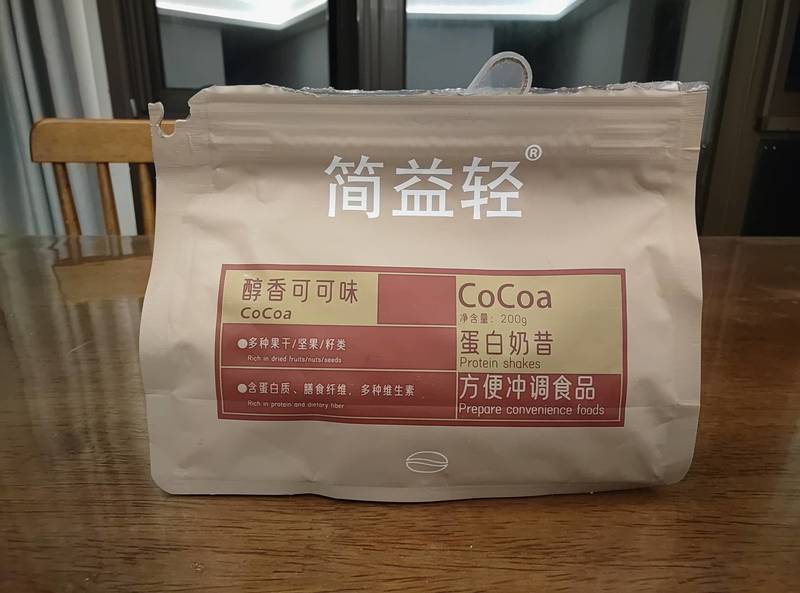 简益轻®
醇香可可味
CoCoa
●多种果干/坚果/籽类
Rich in dried fruits/nuts/seeds
●含蛋白质、膳食纤维，多种维生素
Rich in protein and dietary fiber
CoCoa
净含量：200g
蛋白奶昔
Protein shakes
方便冲调食品
Prepare convenience foods